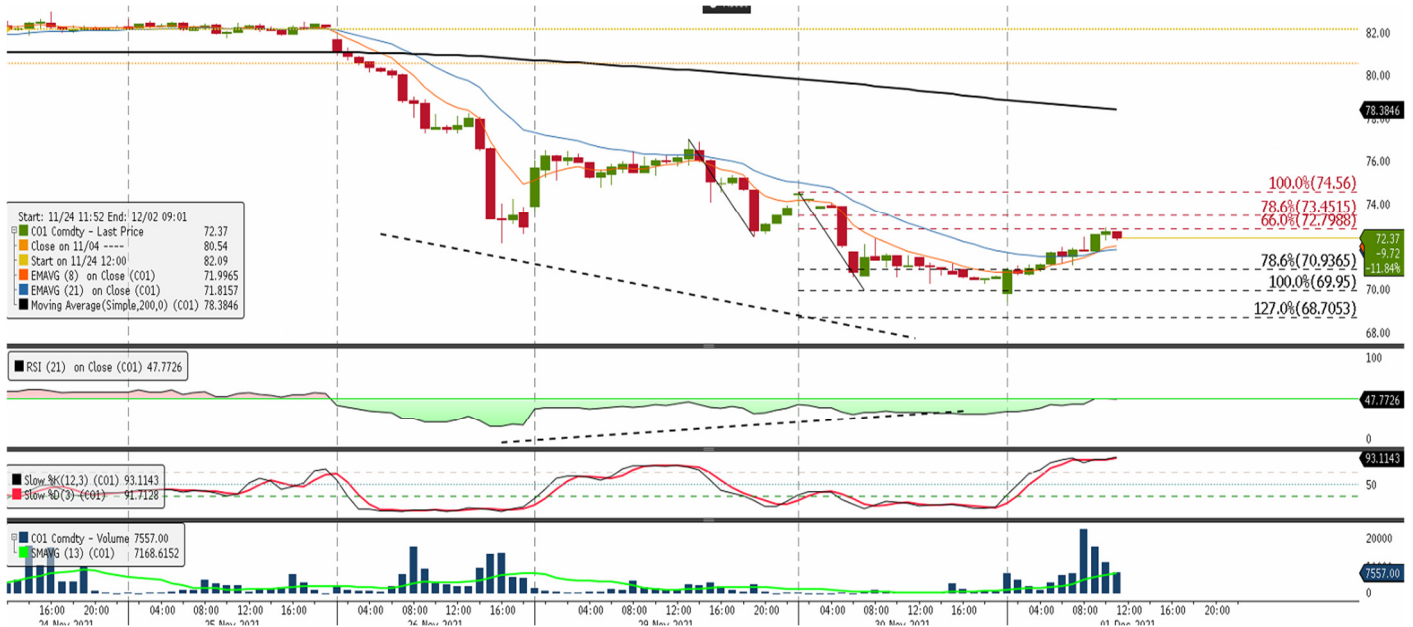 82.00
80.00
78.3846
78.00
76.00
100.0%(74.56)
74.00
78.6%(73.4515)
66.0%(72.7988)
72.37
-9.72
-11.84%
78.6%(70.9365)
100.0%(69.95)
70.00
127.0%(68.7053)
68.00
Start: 11/24 11:52 End: 12/02 09:01
CO1 Comdty - Last Price 72.37
Close on 11/04 ---- 80.54
Start on 11/24 12:00 82.09
EMAVG (8) on Close (CO1) 71.9965
EMAVG (21) on Close (CO1) 71.8157
Moving Average(Simple,200,0) (CO1) 78.3846
RSI (21) on Close (CO1) 47.7726
100
47.7726
0
Slow %K(12,3) (CO1) 93.1143
Slow %D(3) (CO1) 91.7128
93.1143
50
CO1 Comdty - Volume 7557.00
SMAVG (13) (CO1) 7168.6152
20000
7557.00
0
16:00 20:00 04:00 08:00 12:00 16:00 04:00 08:00 12:00 16:00 04:00 08:00 12:00 16:00 20:00 04:00 08:00 12:00 16:00 04:00 08:00 12:00 16:00 20:00
24 Nov 2021 25 Nov 2021 26 Nov 2021 29 Nov 2021 30 Nov 2021 01 Dec 2021